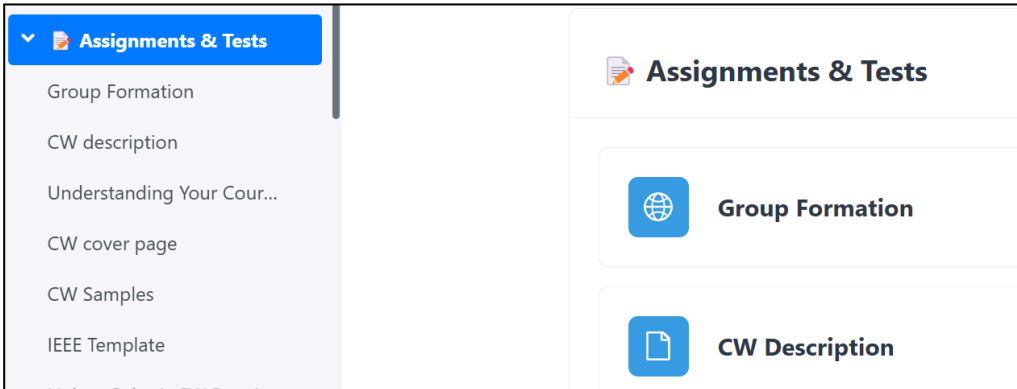 Assignments & Tests
Group Formation
CW description
Understanding Your Cour...
CW cover page
CW Samples
IEEE Template
Assignments & Tests
Group Formation
CW Description